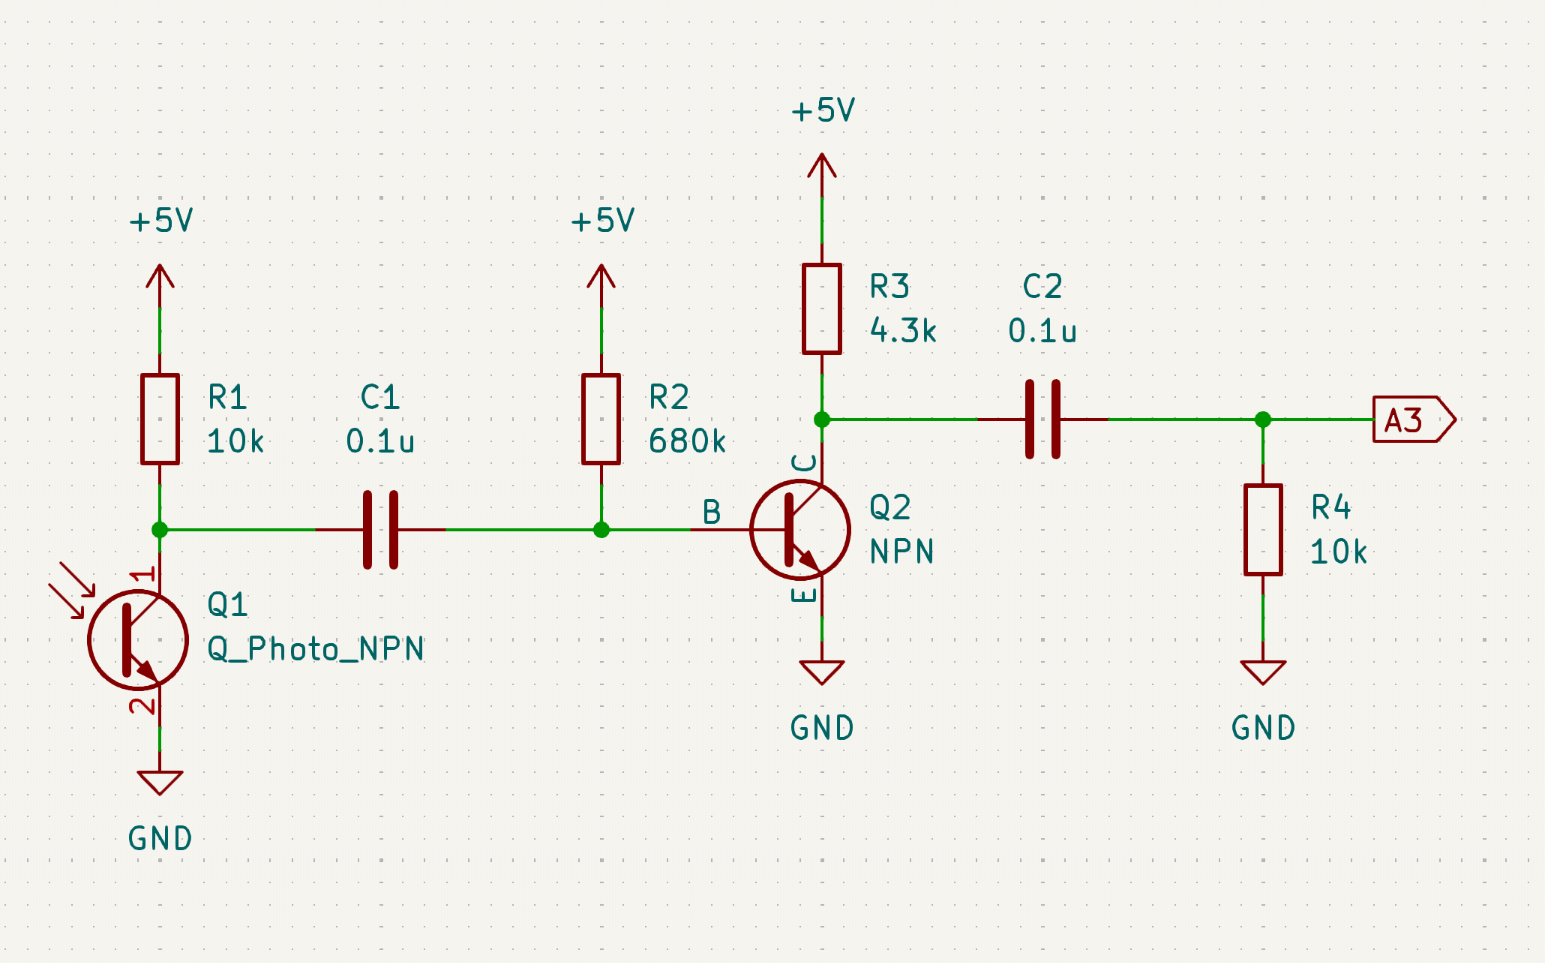 +5V
+5V
+5V
R3
4.3k
C2
0.1u
R1
10k
C1
0.1u
R2
680k
A3
C
B
Q2
NPN
E
R4
10k
1
Q1
Q_Photo_NPN
2
GND
GND
GND